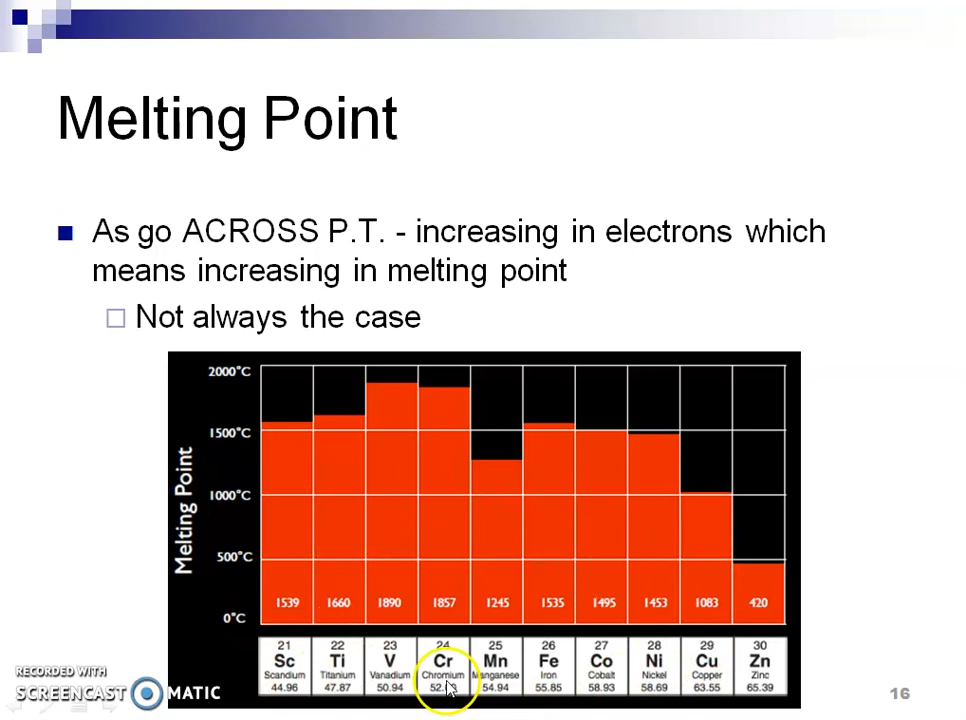 Melting Point
As go ACROSS P.T. - increasing in electrons which
means increasing in melting point
Not always the case
2000°C
1500°C
1000°C
500°C
0°C
Melting Point
1539 1660 1890 1857 1245 1535 1495 1453 1083 420
21 22 23 24 25 26 27 28 29 30
Sc Ti V Cr Mn Fe Co Ni Cu Zn
Scandium Titanium Vanadium Chromium Manganese Iron Cobalt Nickel Copper Zinc
44.96 47.87 50.94 54.94 55.85 58.93 58.69 63.55 65.39
RECORDED WITH
SCREENCAST MATIC
16